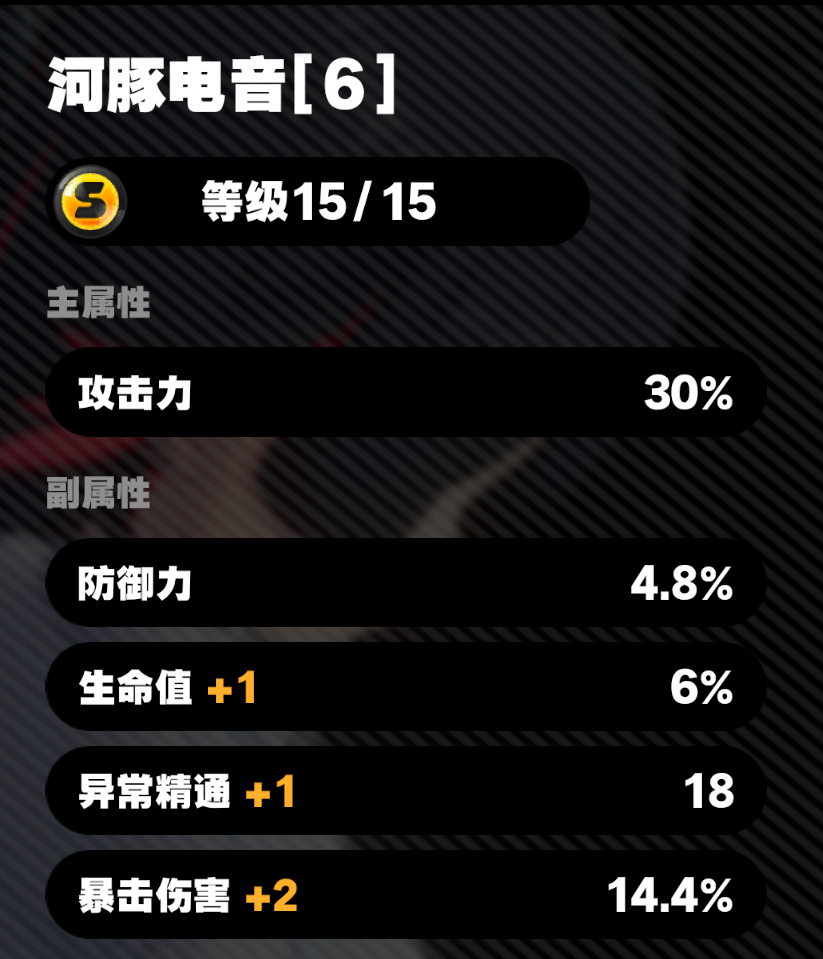 河豚电音[6]
S 等级15/15
主属性
攻击力 30%
副属性
防御力 4.8%
生命值 +1 6%
异常精通 +1 18
暴击伤害 +2 14.4%